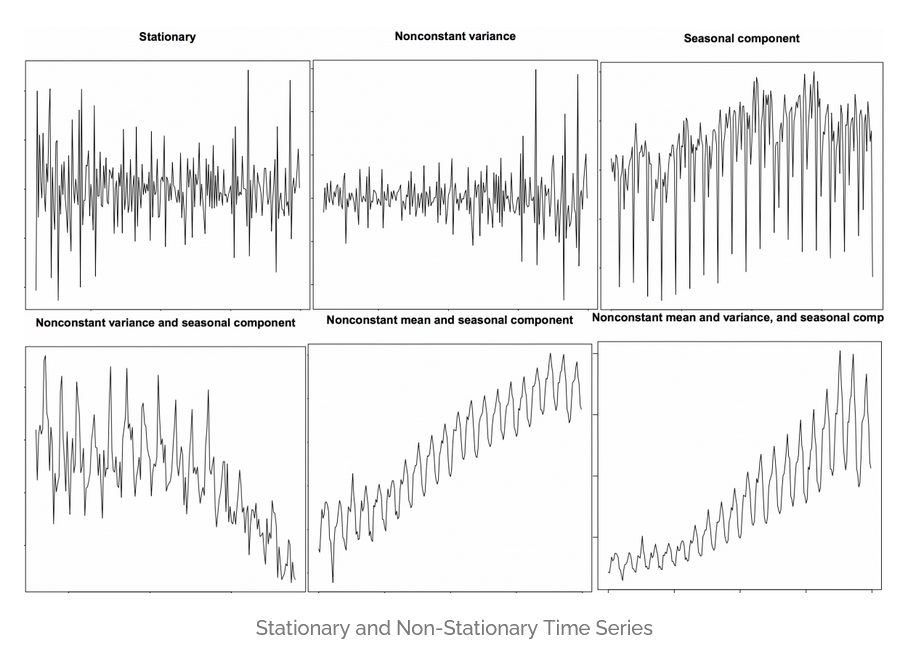 Stationary
Nonconstant variance
Seasonal component
Nonconstant variance and seasonal component
Nonconstant mean and seasonal component
Nonconstant mean and variance, and seasonal comp
Stationary and Non-Stationary Time Series